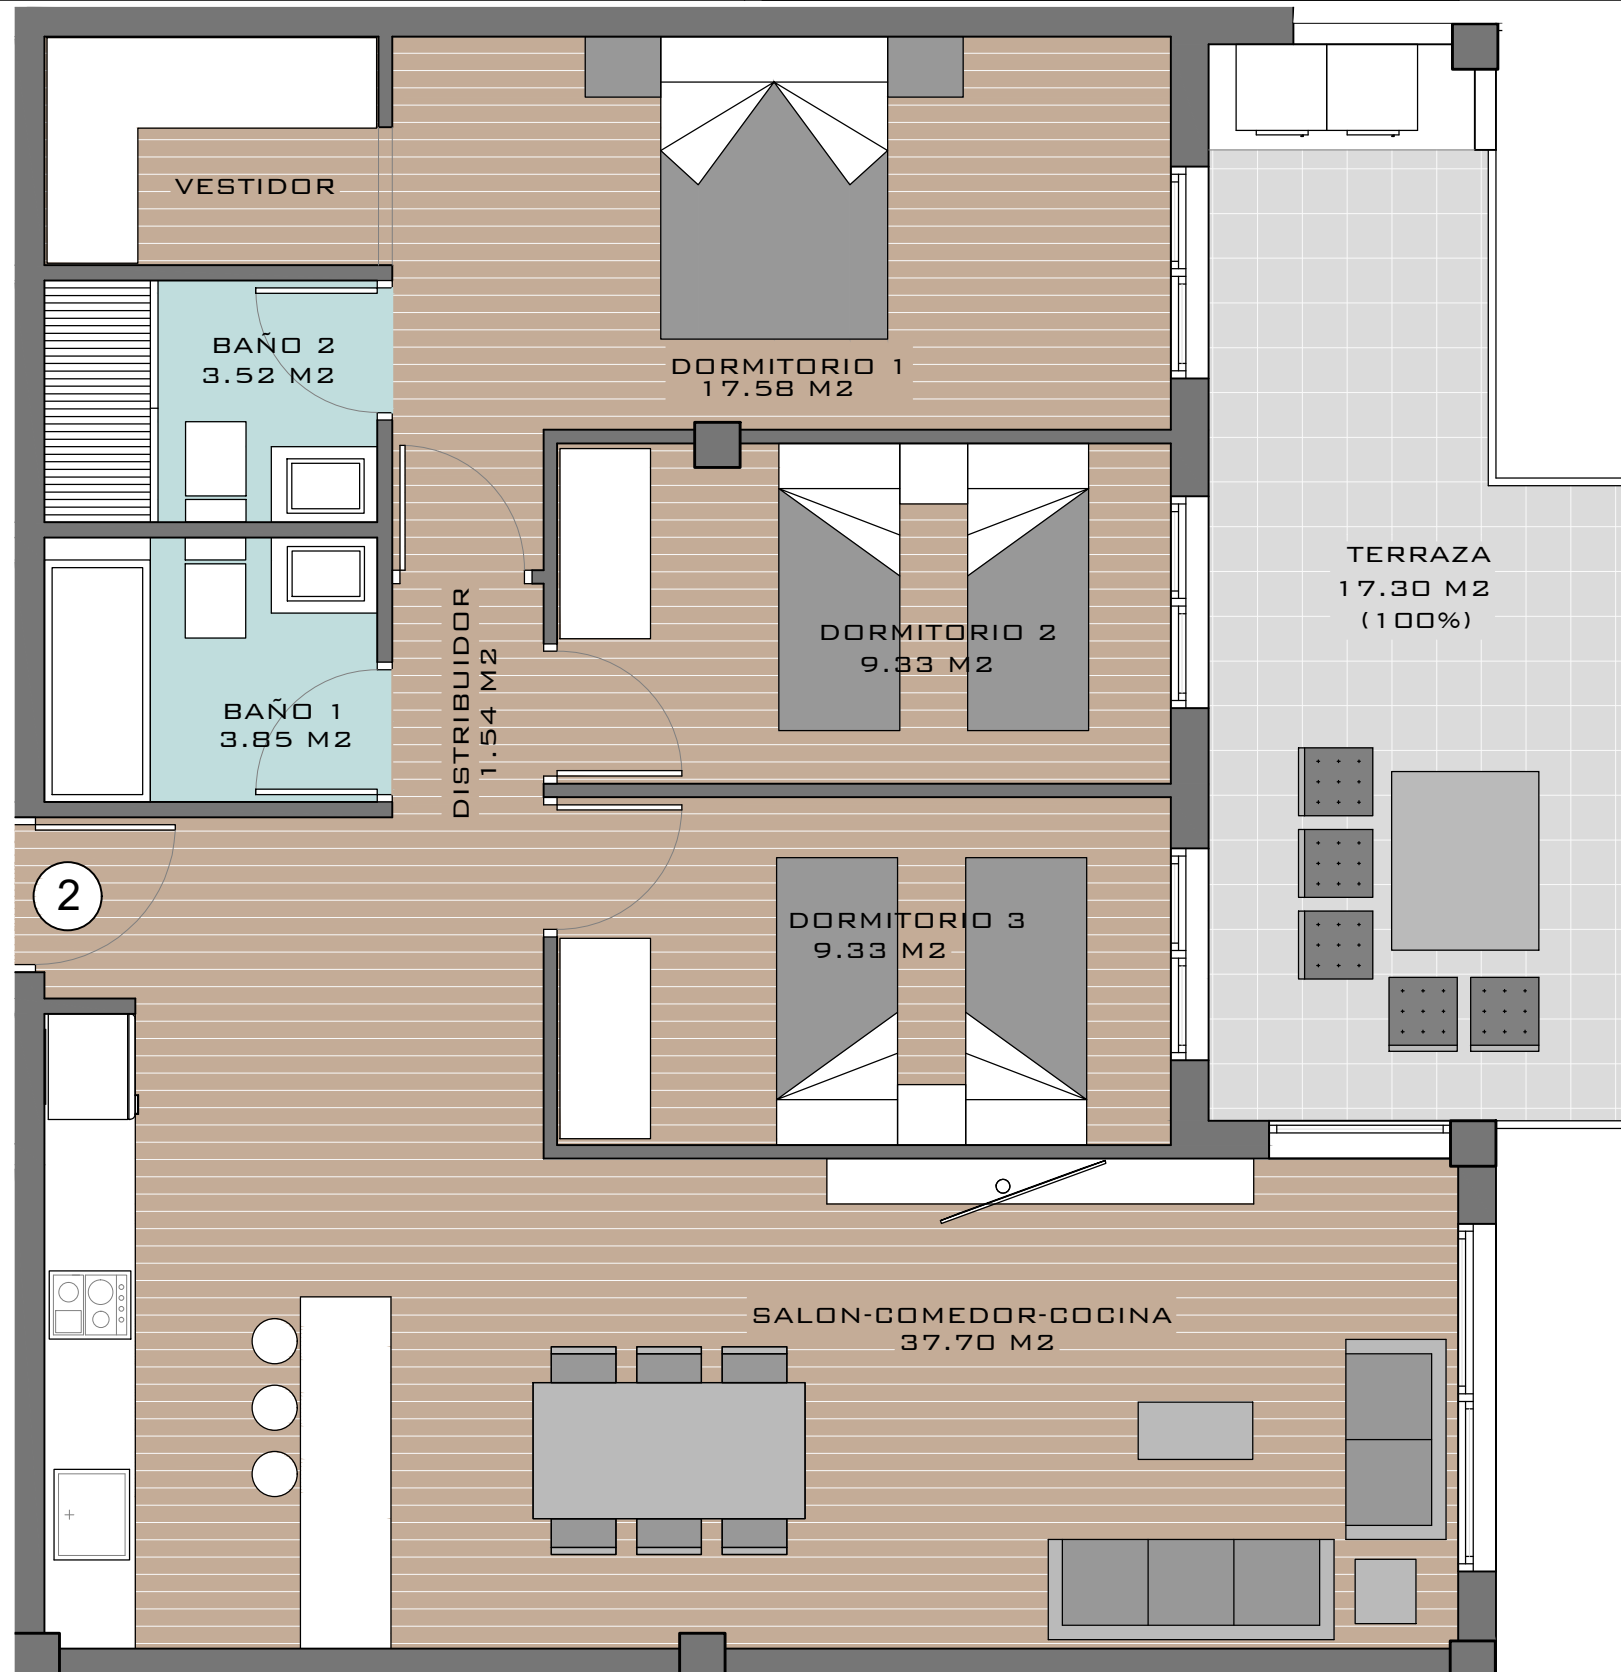 VESTIDOR
BAÑO 2
3.52 M2
DORMITORIO 1
17.58 M2
TERRAZA
17.30 M2
(100%)
DORMITORIO 2
9.33 M2
DISTRIBUIDOR
1.54 M2
BAÑO 1
3.85 M2
2
DORMITORIO 3
9.33 M2
SALON-COMEDOR-COCINA
37.70 M2